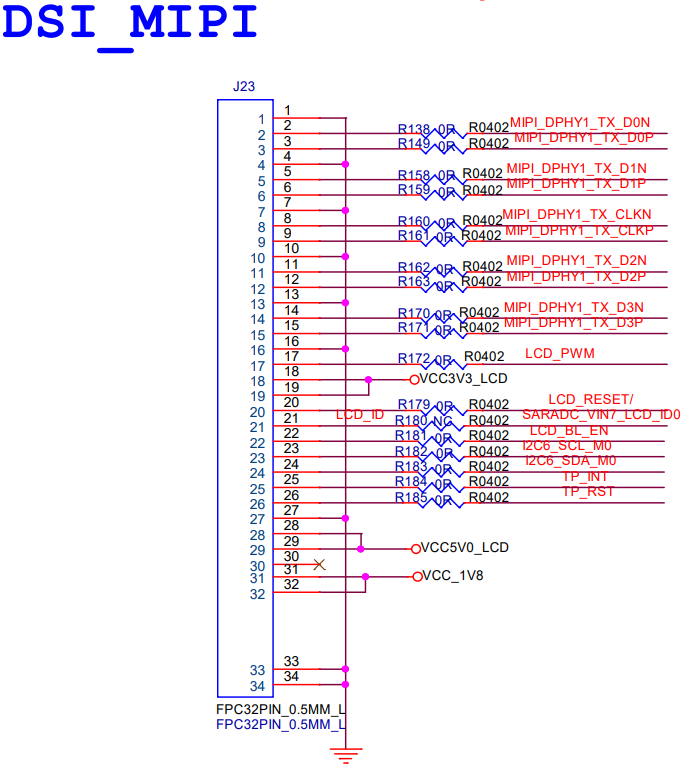 DSI_MIPI
J23
1 1
2 2 R138 0R R0402 MIPI_DPHY1_TX_D0N
3 3 R149 0R R0402 MIPI_DPHY1_TX_D0P
4 4
5 5 R158 0R R0402 MIPI_DPHY1_TX_D1N
6 6 R159 0R R0402 MIPI_DPHY1_TX_D1P
7 7
8 8 R160 0R R0402 MIPI_DPHY1_TX_CLKN
9 9 R161 0R R0402 MIPI_DPHY1_TX_CLKP
10 10
11 11 R162 0R R0402 MIPI_DPHY1_TX_D2N
12 12 R163 0R R0402 MIPI_DPHY1_TX_D2P
13 13
14 14 R170 0R R0402 MIPI_DPHY1_TX_D3N
15 15 R171 0R R0402 MIPI_DPHY1_TX_D3P
16 16
17 17 R172 0R R0402 LCD_PWM
18 18 VCC3V3_LCD
19 19
20 20 R179 0R R0402 LCD_RESET/
21 21 LCD_ID R180 NC R0402 SARADC_VIN7_LCD_ID0
22 22 R181 0R R0402 LCD_BL_EN
23 23 R182 0R R0402 I2C6_SCL_M0
24 24 R183 0R R0402 I2C6_SDA_M0
25 25 R184 0R R0402 TP_INT
26 26 R185 0R R0402 TP_RST
27 27
28 28
29 29 VCC5V0_LCD
30 30
31 31 VCC_1V8
32 32
33 33
34 34
FPC32PIN_0.5MM_L
FPC32PIN_0.5MM_L